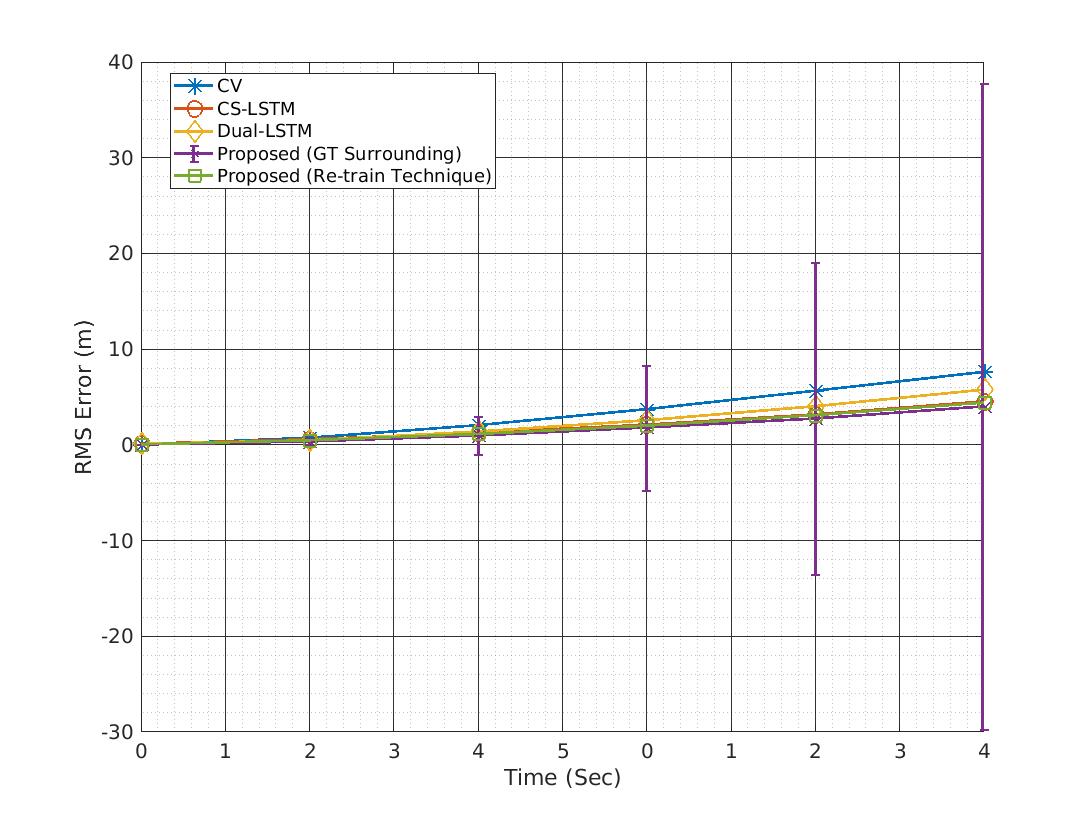 40
30
20
10
0
-10
-20
-30
RMS Error (m)
CV
CS-LSTM
Dual-LSTM
Proposed (GT Surrounding)
Proposed (Re-train Technique)
0 1 2 3 4 5 0 1 2 3 4
Time (Sec)